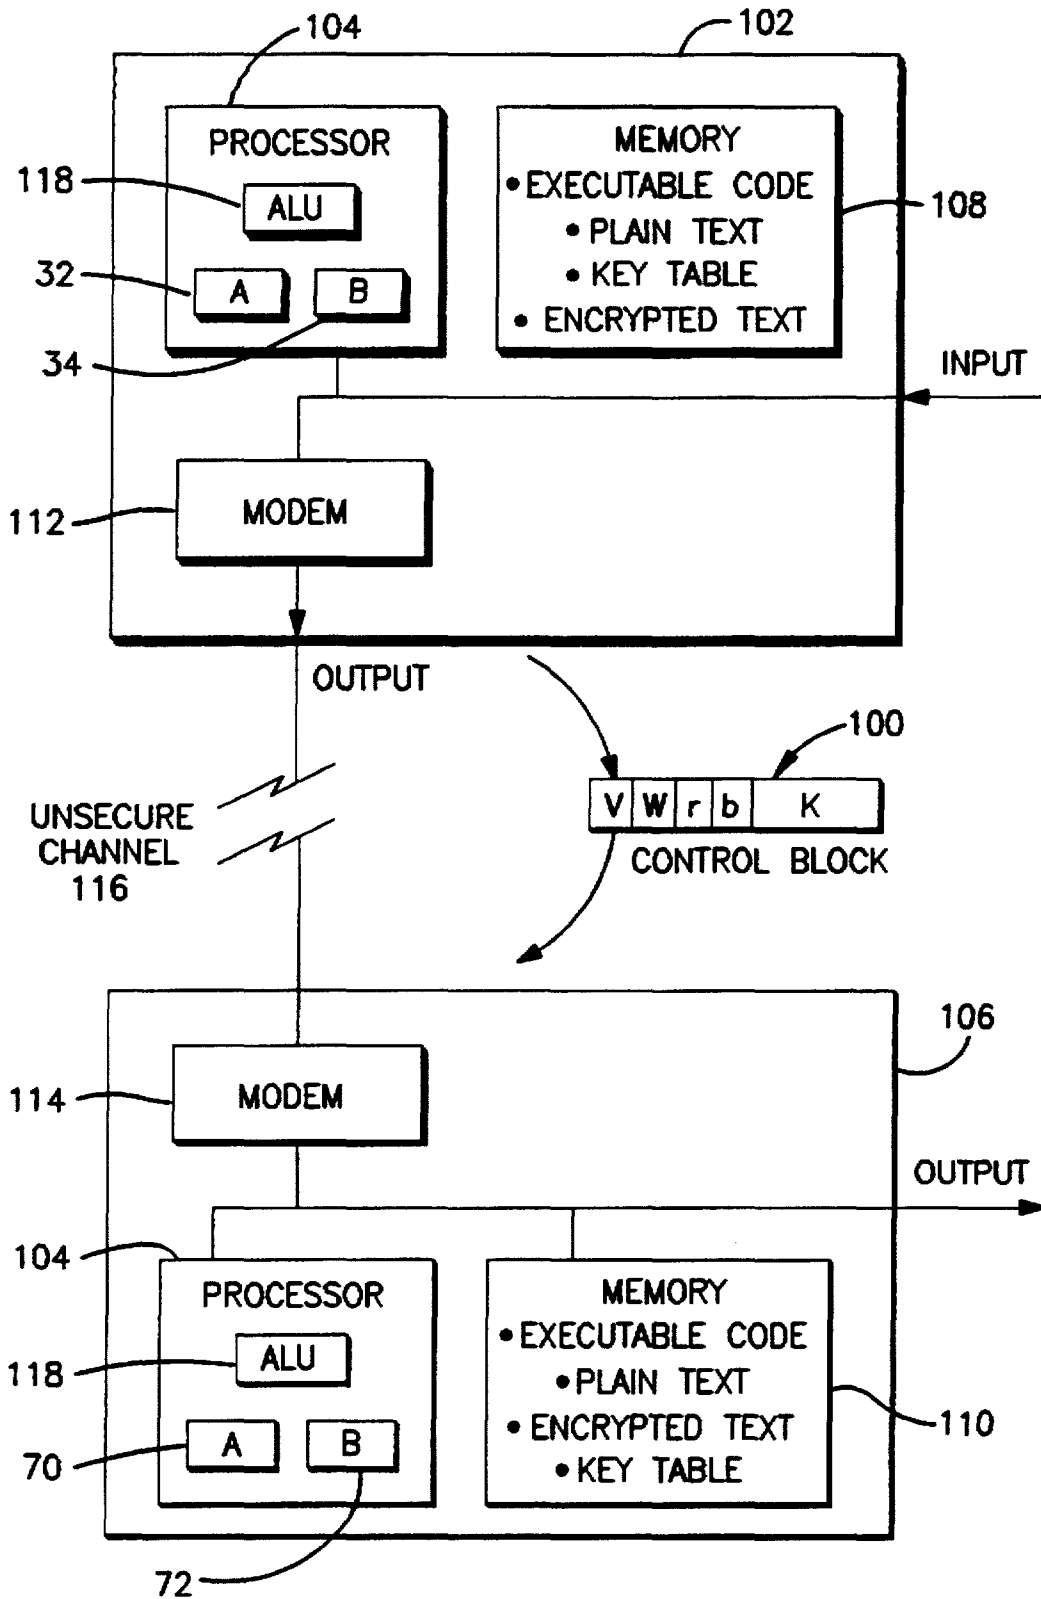 104
102
PROCESSOR
118
ALU
32
A
B
34
MEMORY
• EXECUTABLE CODE
• PLAIN TEXT
• KEY TABLE
• ENCRYPTED TEXT
108
INPUT
112
MODEM
OUTPUT
100
V W r b K
CONTROL BLOCK
UNSECURE
CHANNEL
116
106
114
MODEM
OUTPUT
104
PROCESSOR
118
ALU
70
A
B
72
MEMORY
• EXECUTABLE CODE
• PLAIN TEXT
• ENCRYPTED TEXT
• KEY TABLE
110